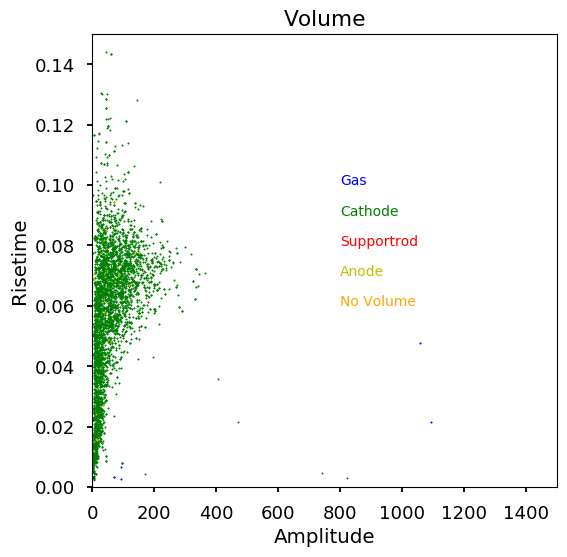 Volume
0.14
0.12
0.10
0.08
0.06
0.04
0.02
0.00
Risetime
Gas
Cathode
Supportrod
Anode
No Volume
0 200 400 600 800 1000 1200 1400
Amplitude